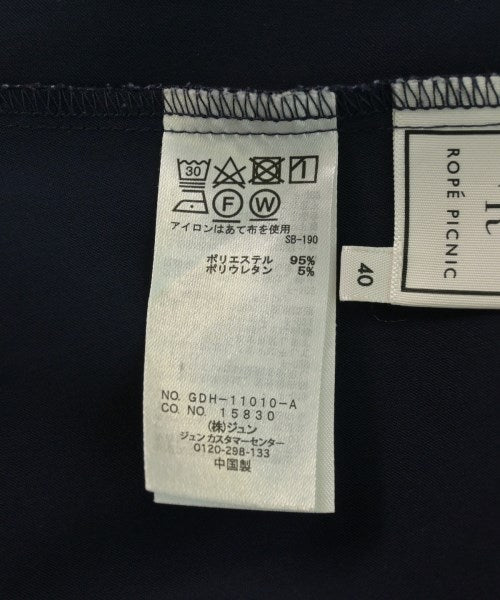 30
F W
アイロンはあて布を使用
SB-190
ポリエステル 95%
ポリウレタン 5%
NO. GDH-11010-A
CO. NO. 15830
(株)ジュン
ジュン カスタマーセンター
0120-298-133
中国製
40
ROPÉ PICNIC